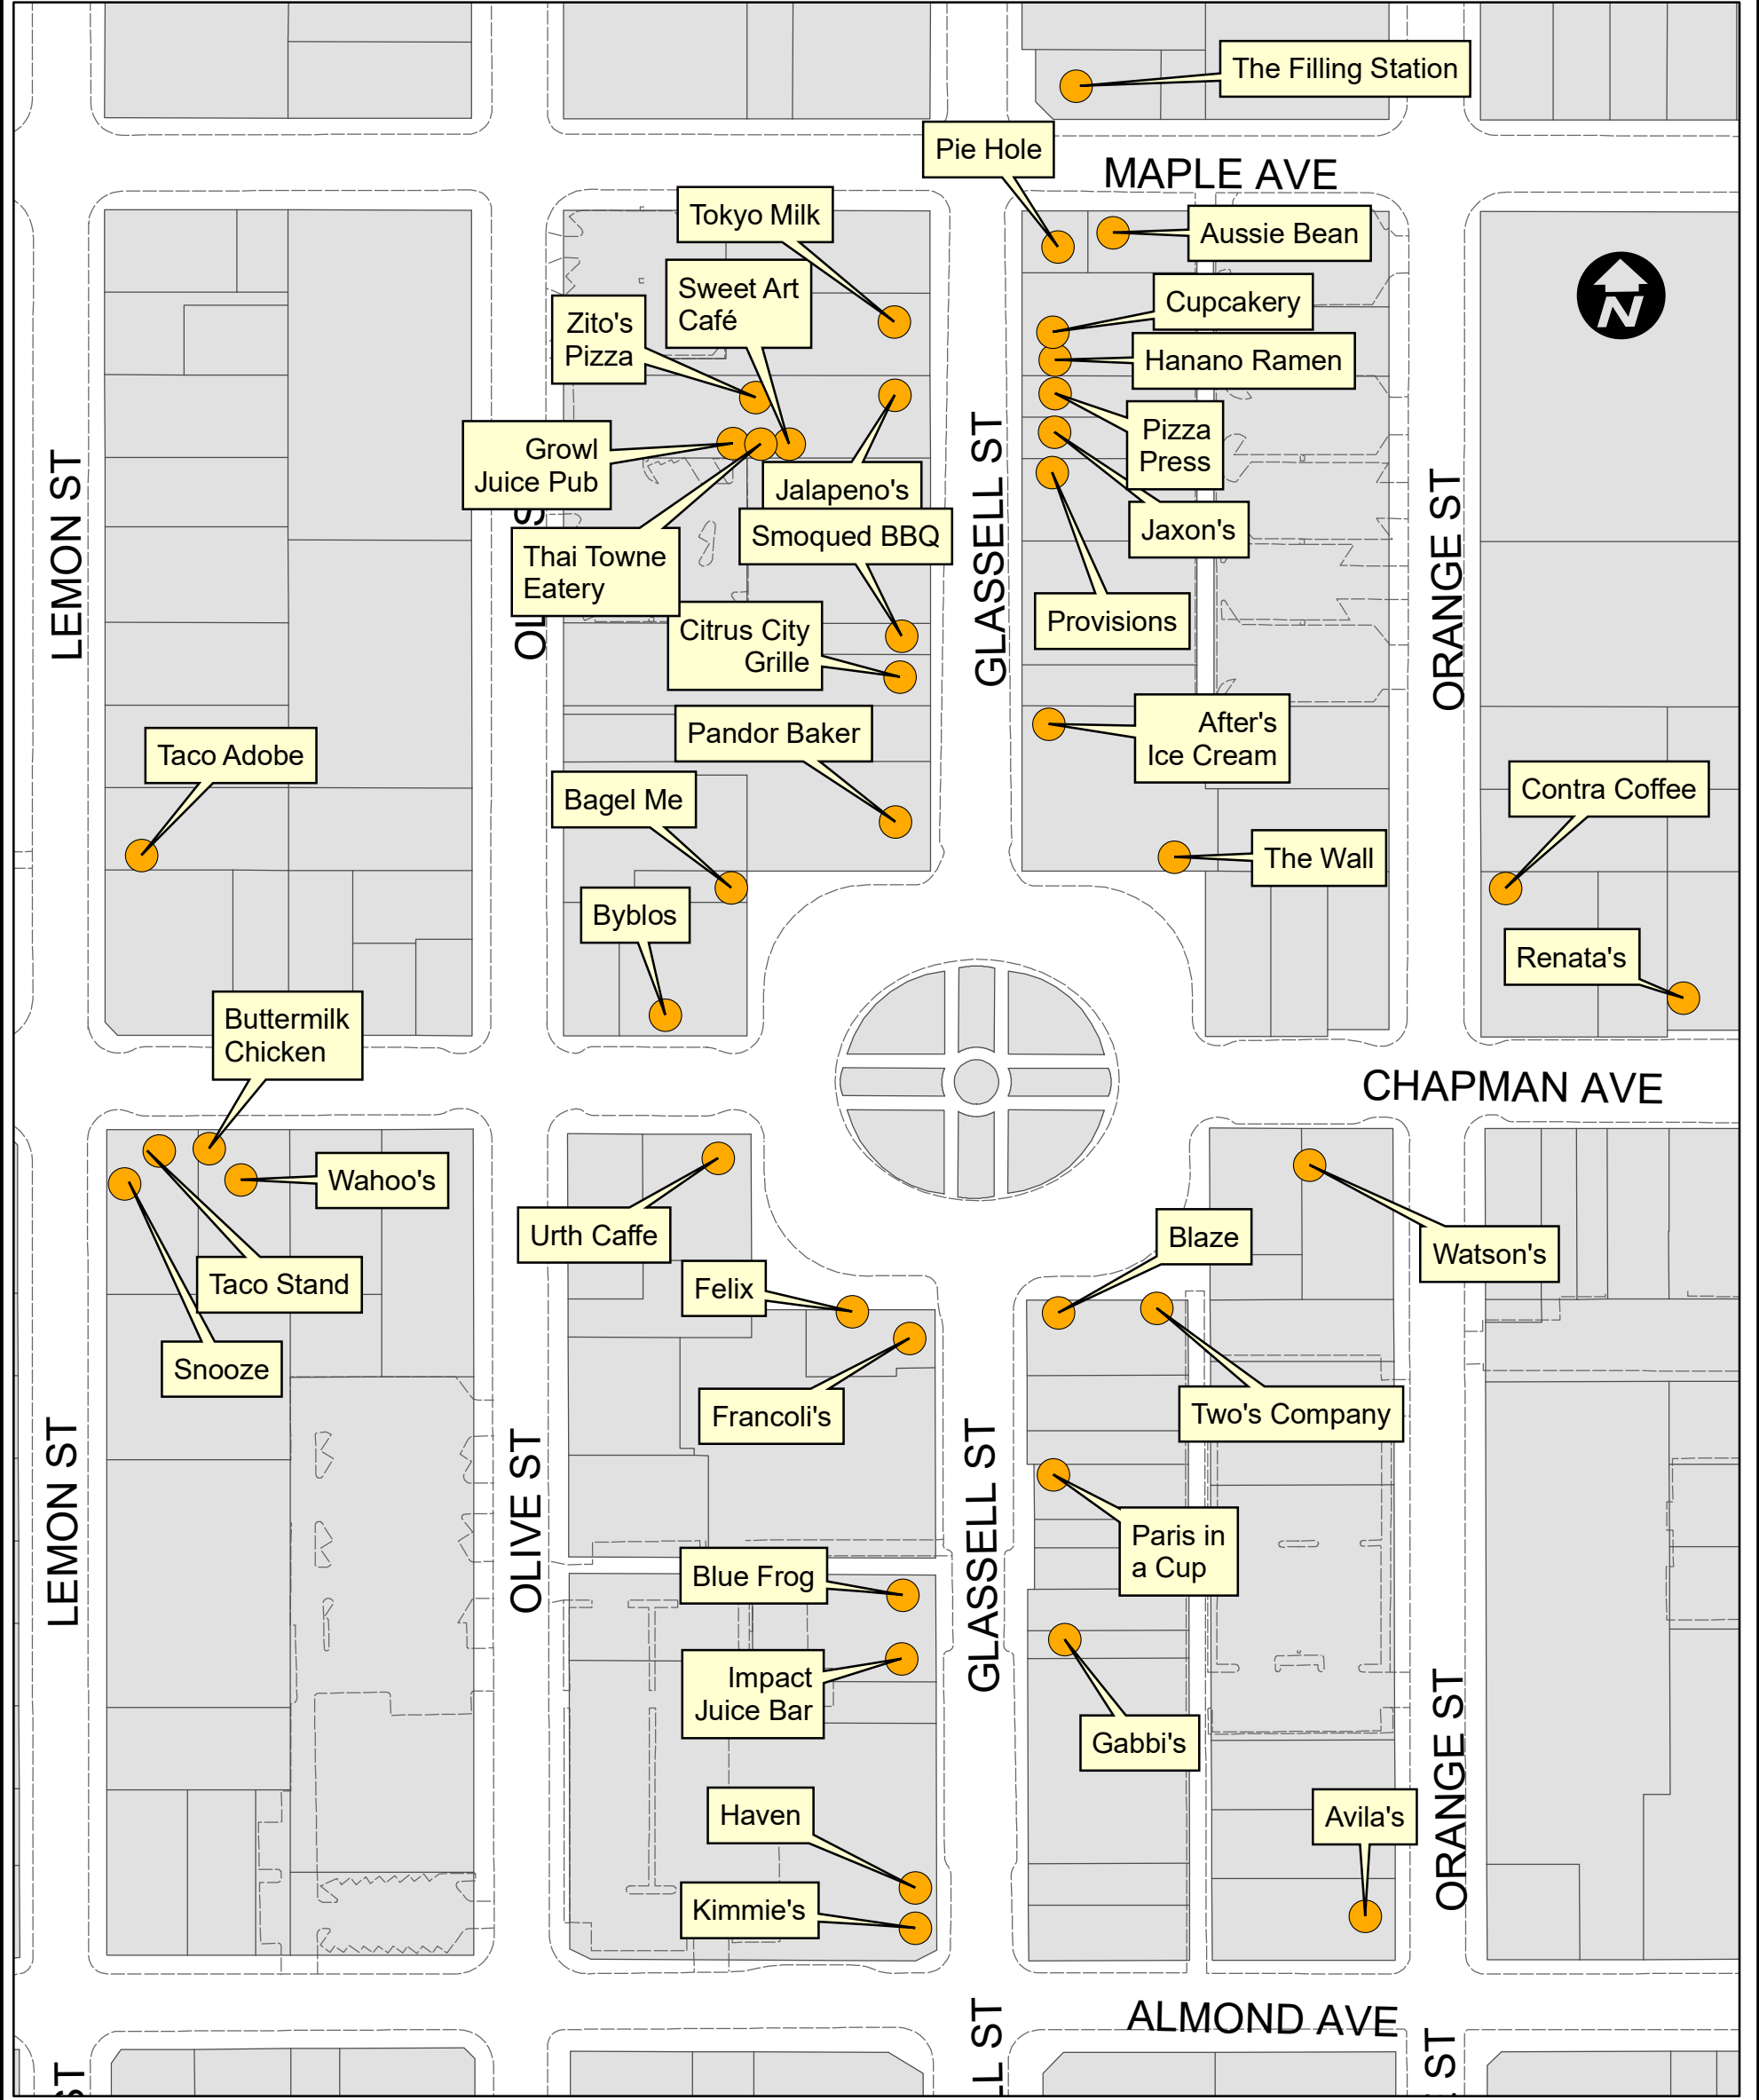 The Filling Station
Pie Hole
MAPLE AVE
Tokyo Milk
Aussie Bean
Sweet Art
Café
Cupcakery
Zito's
Pizza
Hanano Ramen
N
Growl
Juice Pub
Pizza
Press
Jalapeno's
Smoqued BBQ
Jaxon's
Thai Towne
Eatery
LEMON ST
GLASSELL ST
ORANGE ST
Provisions
Citrus City
Grille
Pandor Baker
After's
Ice Cream
Taco Adobe
Bagel Me
Contra Coffee
The Wall
Byblos
Renata's
Buttermilk
Chicken
CHAPMAN AVE
Wahoo's
Urth Caffe
Blaze
Watson's
Taco Stand
Felix
Snooze
Francoli's
Two's Company
LEMON ST
OLIVE ST
GLASSELL ST
Paris in
a Cup
Blue Frog
Impact
Juice Bar
Gabbi's
ORANGE ST
Haven
Avila's
Kimmie's
ALMOND AVE
LL ST
ST
ST